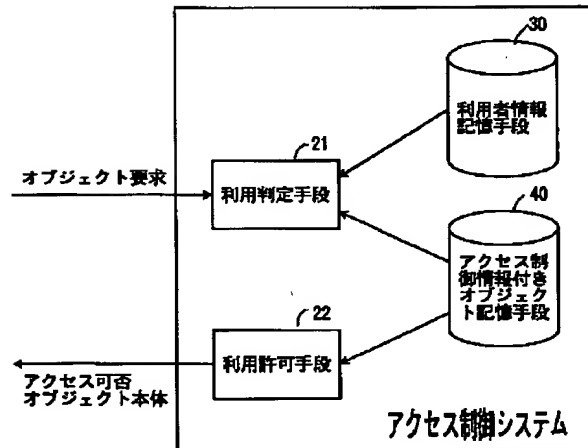 30
利用者情報
記憶手段
21
オブジェクト要求
利用判定手段
40
アクセス制
御情報付き
オブジェク
ト記憶手段
22
利用許可手段
アクセス可否
オブジェクト本体
アクセス制御システム